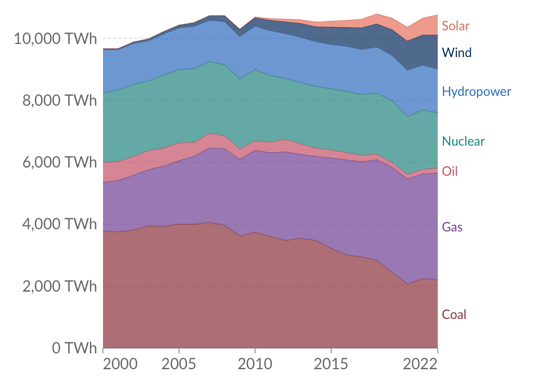 10,000 TWh
8,000 TWh
6,000 TWh
4,000 TWh
2,000 TWh
0 TWh
2000 2005 2010 2015 2022
Solar
Wind
Hydropower
Nuclear
Oil
Gas
Coal